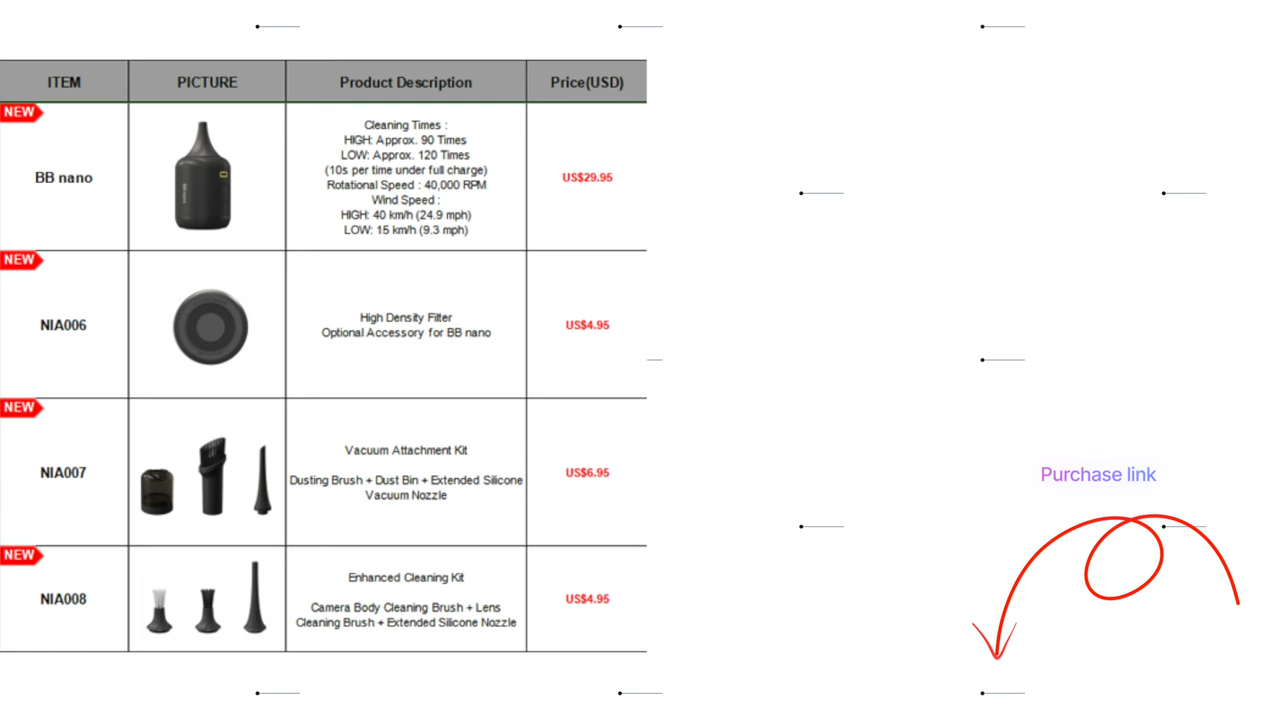 ITEM PICTURE Product Description Price(USD)
NEW
BB nano
Cleaning Times :
HIGH: Approx. 90 Times
LOW: Approx. 120 Times
(10s per time under full charge)
Rotational Speed : 40,000 RPM
Wind Speed :
HIGH: 40 km/h (24.9 mph)
LOW: 15 km/h (9.3 mph)
US$29.95
NEW
NIA006
High Density Filter
Optional Accessory for BB nano
US$4.95
NEW
NIA007
Vacuum Attachment Kit
Dusting Brush + Dust Bin + Extended Silicone
Vacuum Nozzle
US$6.95
NEW
NIA008
Enhanced Cleaning Kit
Camera Body Cleaning Brush + Lens
Cleaning Brush + Extended Silicone Nozzle
US$4.95
Purchase link